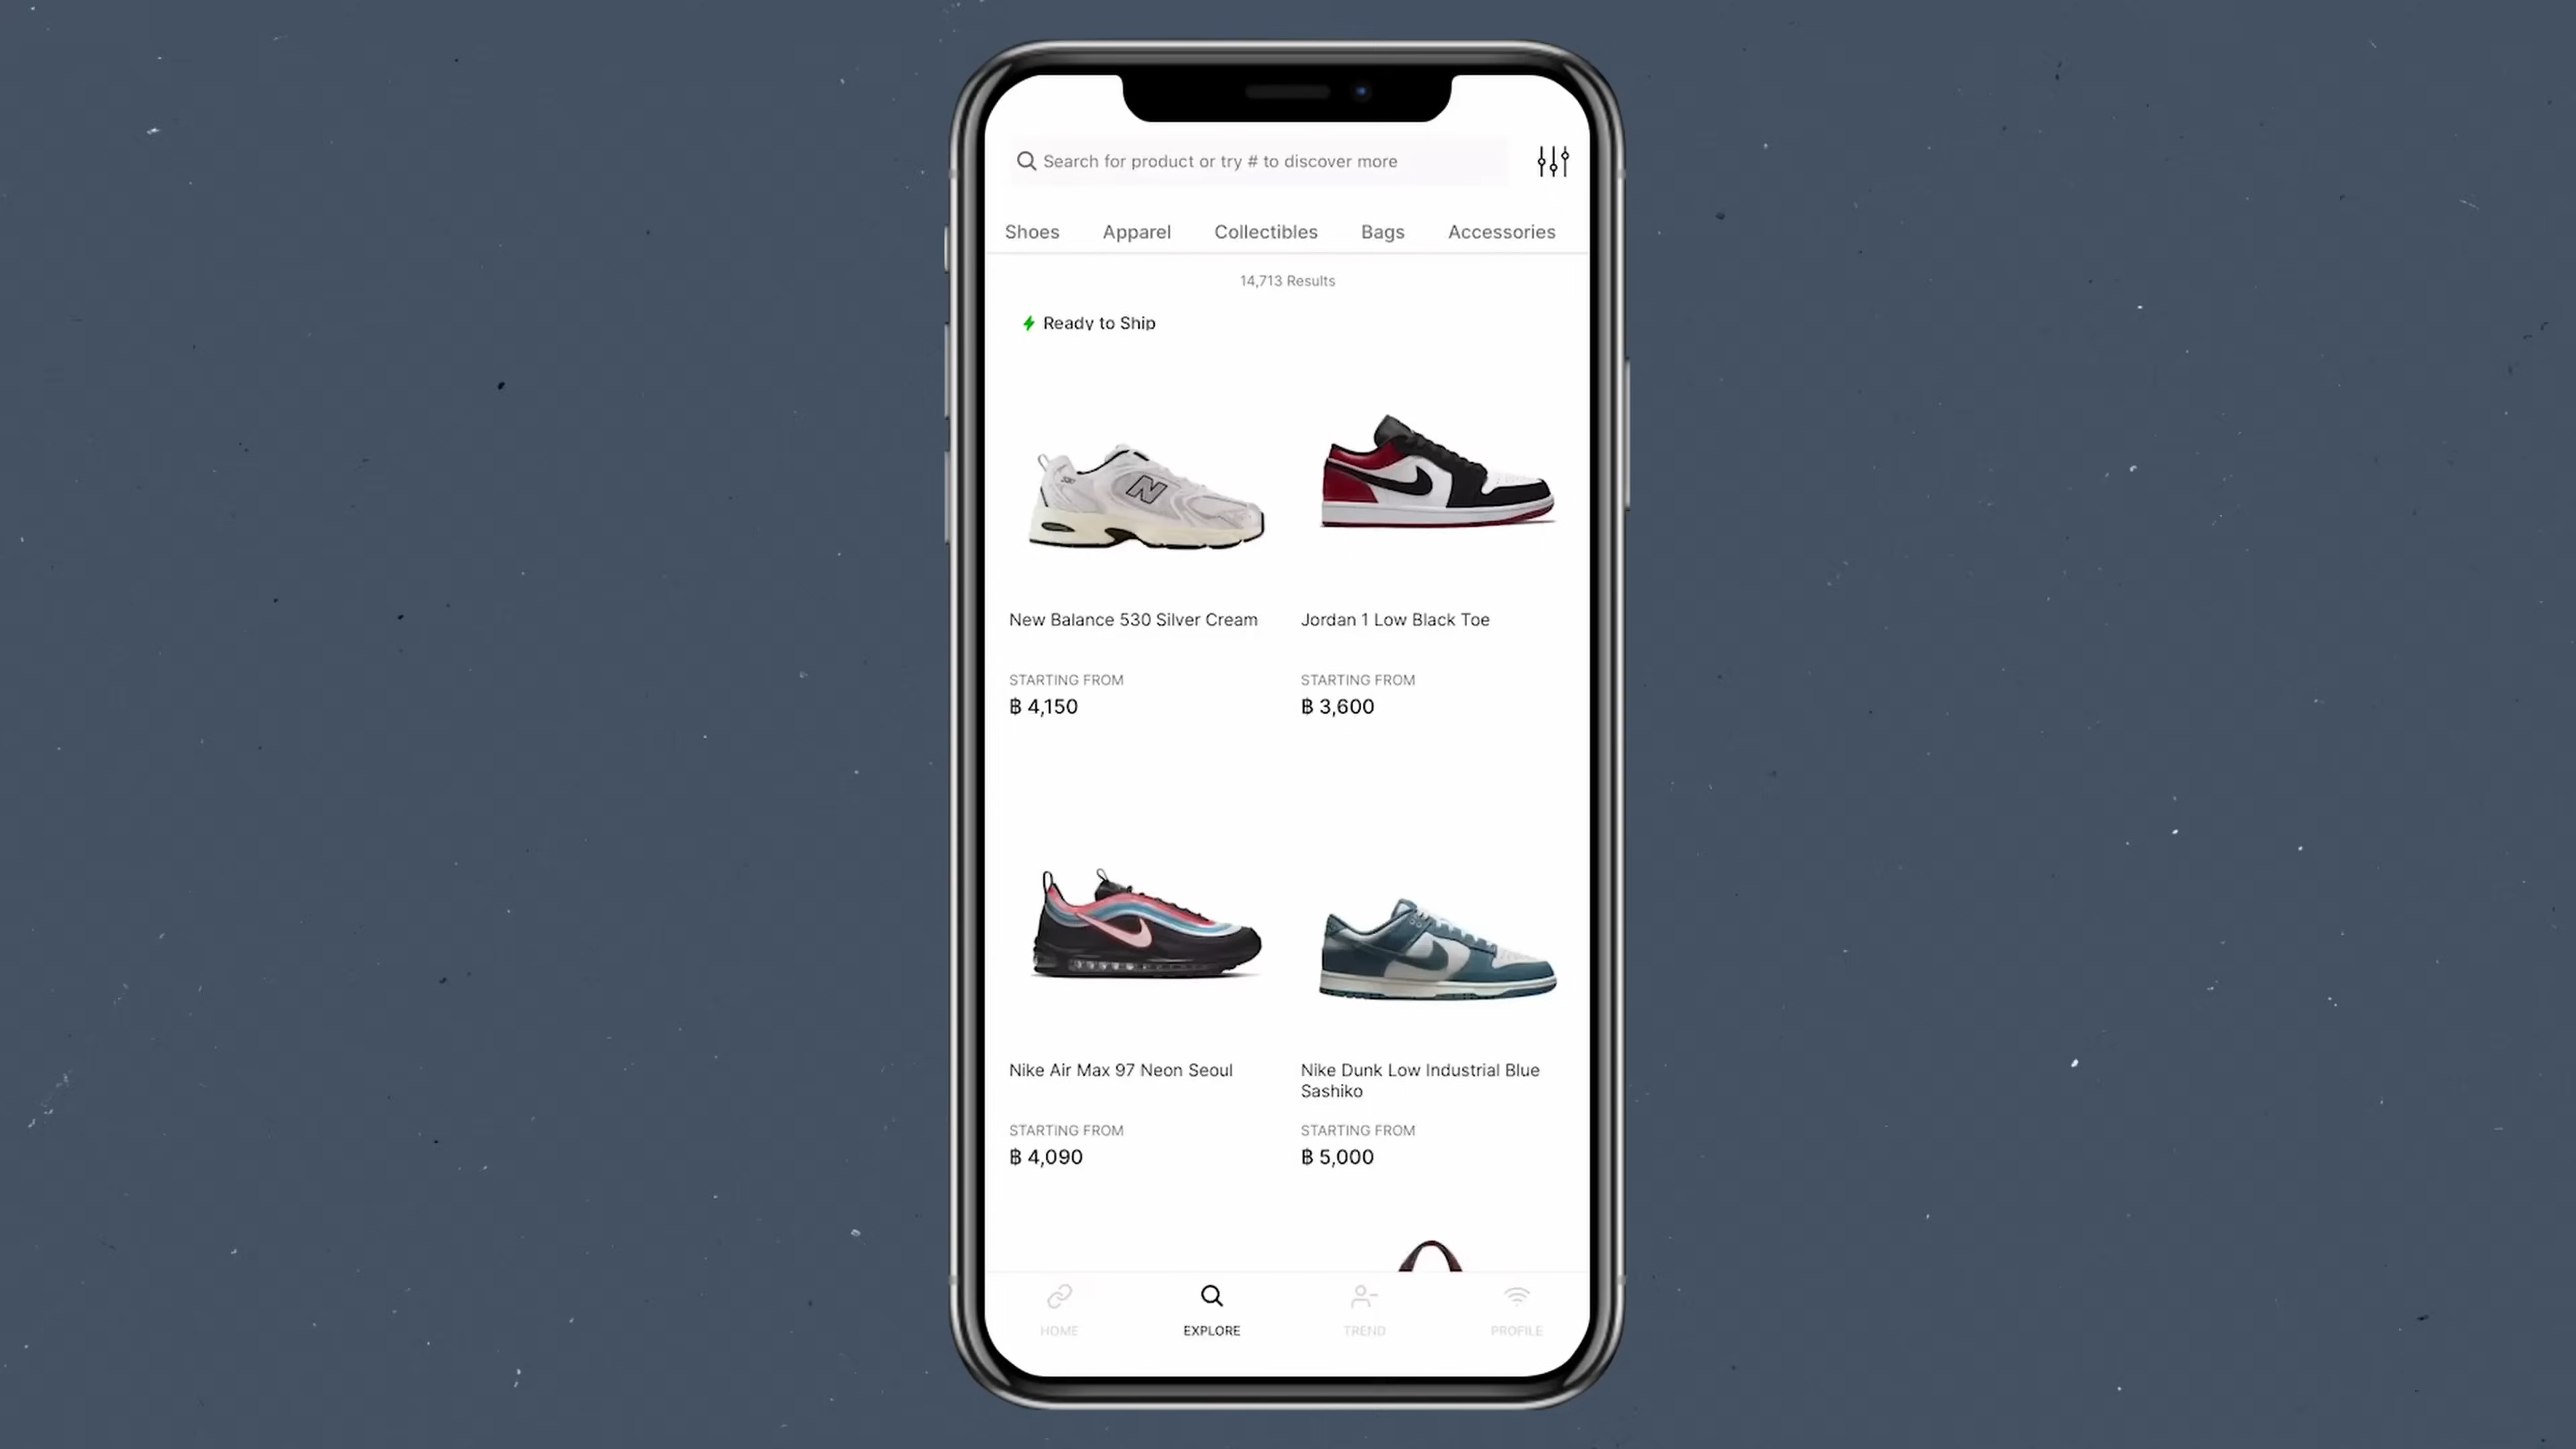 Search for product or try # to discover more
Shoes Apparel Collectibles Bags Accessories
14,713 Results
Ready to Ship
New Balance 530 Silver Cream
STARTING FROM
฿ 4,150
Jordan 1 Low Black Toe
STARTING FROM
฿ 3,600
Nike Air Max 97 Neon Seoul
STARTING FROM
฿ 4,090
Nike Dunk Low Industrial Blue
Sashiko
STARTING FROM
฿ 5,000
HOME EXPLORE TREND PROFILE